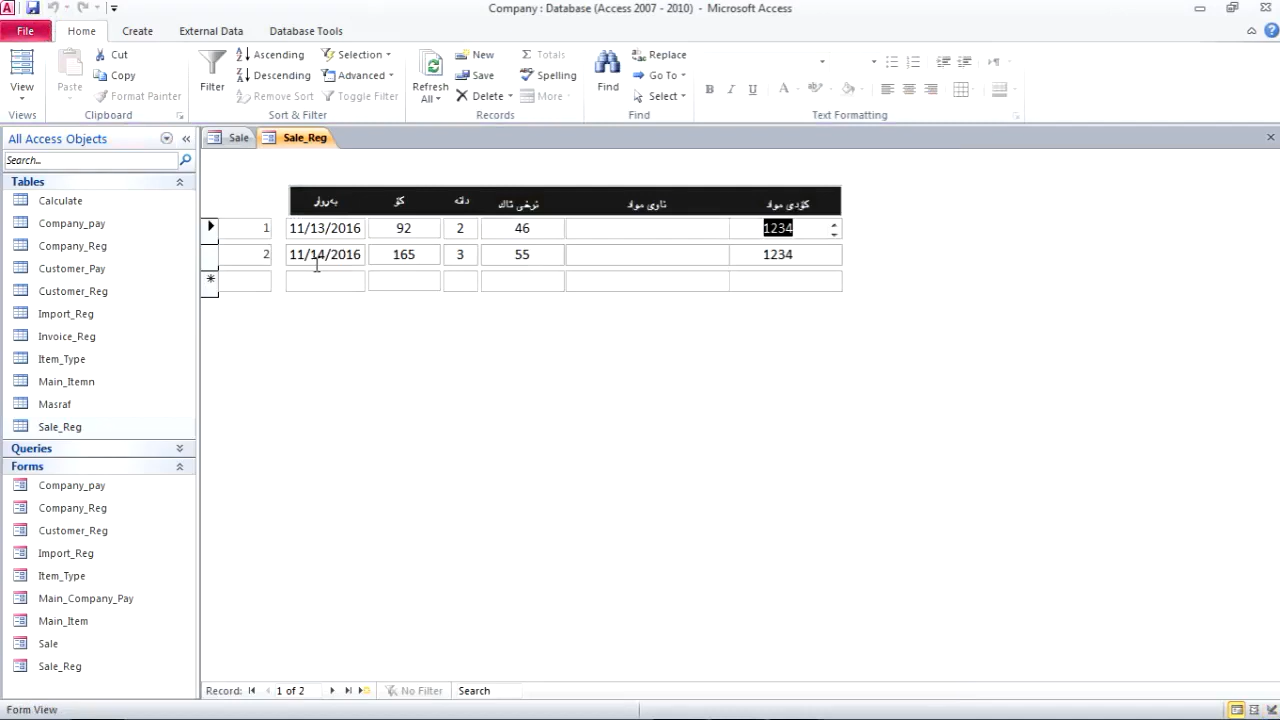 Company : Database (Access 2007 - 2010) - Microsoft Access
File Home Create External Data Database Tools
View Paste Cut Copy Format Painter Filter Ascending Descending Remove Sort Selection Advanced Toggle Filter Refresh All New Save Delete Totals Spelling More Find Replace Go To Select B I U A
Views Clipboard Sort & Filter Records Find Text Formatting
All Access Objects
Search...
Tables
Calculate
Company_pay
Company_Reg
Customer_Pay
Customer_Reg
Import_Reg
Invoice_Reg
Item_Type
Main_Itemn
Masraf
Sale_Reg
Queries
Forms
Company_pay
Company_Reg
Customer_Reg
Import_Reg
Item_Type
Main_Company_Pay
Main_Item
Sale
Sale_Reg
Sale Sale_Reg
کۆدی مواد ناوی مواد نرخی تاك دانە کۆ بەروار
1 11/13/2016 92 2 46 1234
2 11/14/2016 165 3 55 1234
Record: 1 of 2 No Filter Search
Form View